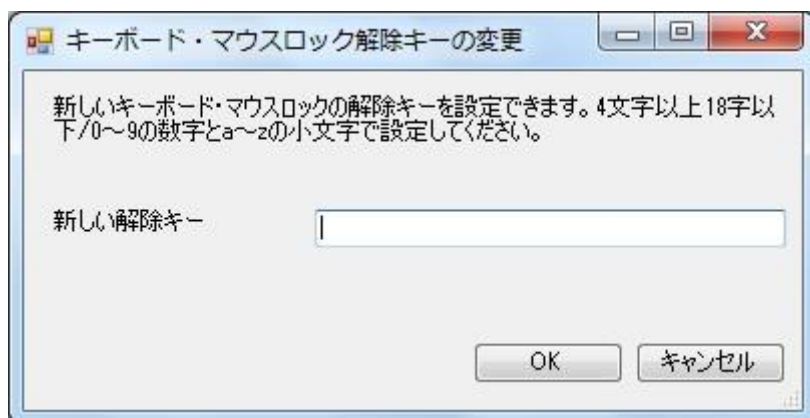 キーボード・マウスロック解除キーの変更
新しいキーボード・マウスロックの解除キーを設定できます。4文字以上18字以
下/0～9の数字とa～zの小文字で設定してください。
新しい解除キー
OK
キャンセル